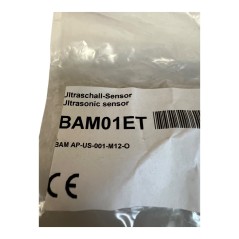 Ultraschall-Sensor
Ultrasonic sensor
BAM01ET
BAM AP-US-001-M12-O
CE